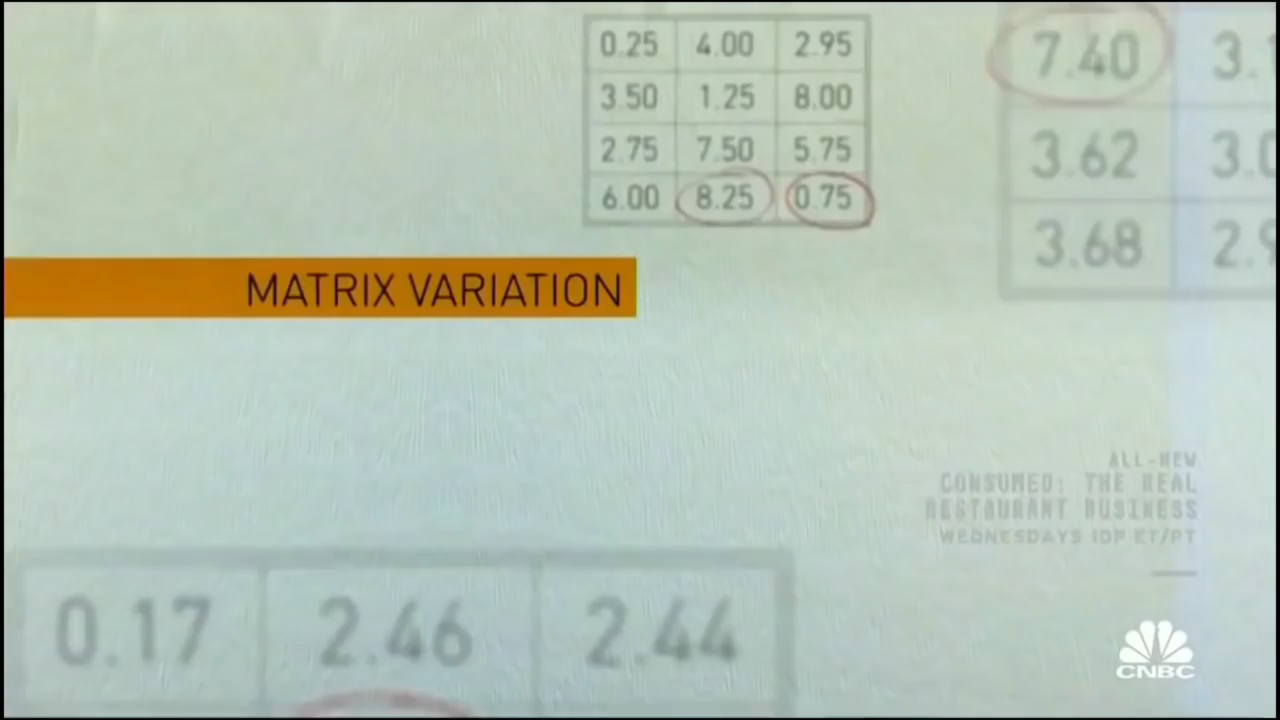 0.25 4.00 2.95
3.50 1.25 8.00
2.75 7.50 5.75
6.00 8.25 0.75
7.40
3.62
3.68
MATRIX VARIATION
ALL-NEW
CONSUMED: THE REAL
RESTAURANT BUSINESS
WEDNESDAYS 10P ET/PT
0.17 2.46 2.44
CNBC